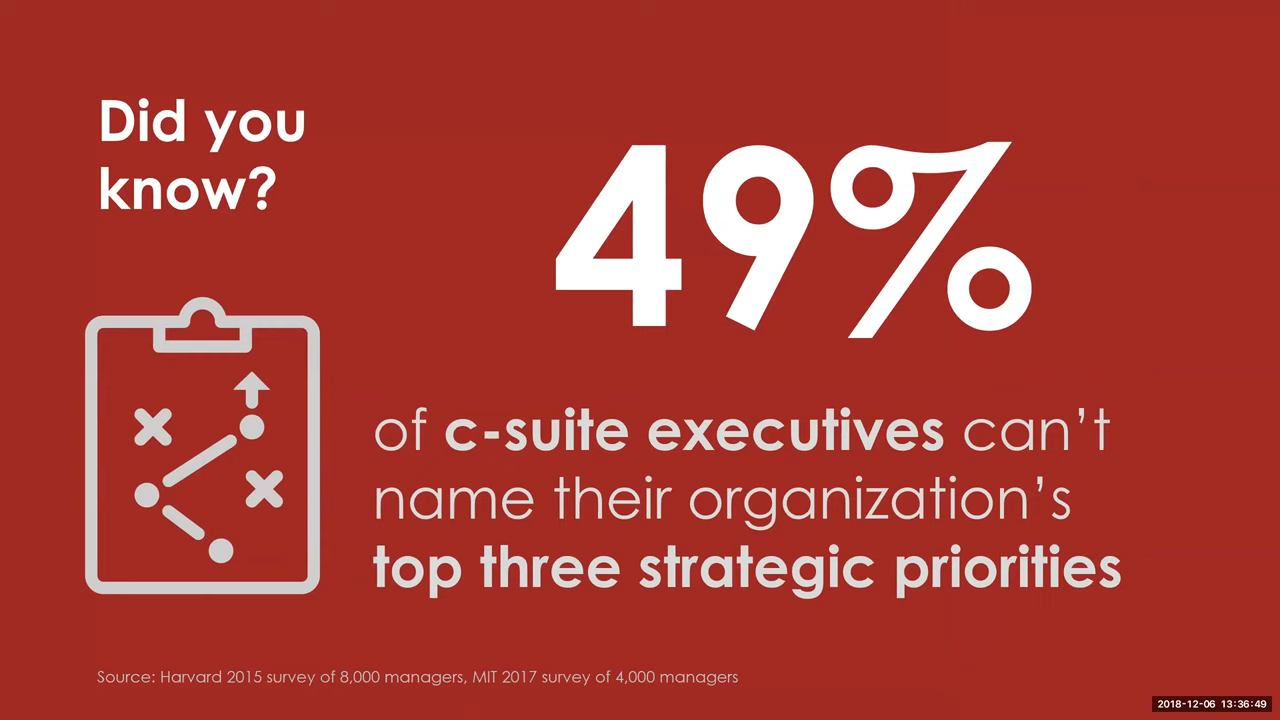 Did you
know?
49%
of c-suite executives can’t
name their organization’s
top three strategic priorities
Source: Harvard 2015 survey of 8,000 managers, MIT 2017 survey of 4,000 managers
2018-12-06 13:36:49